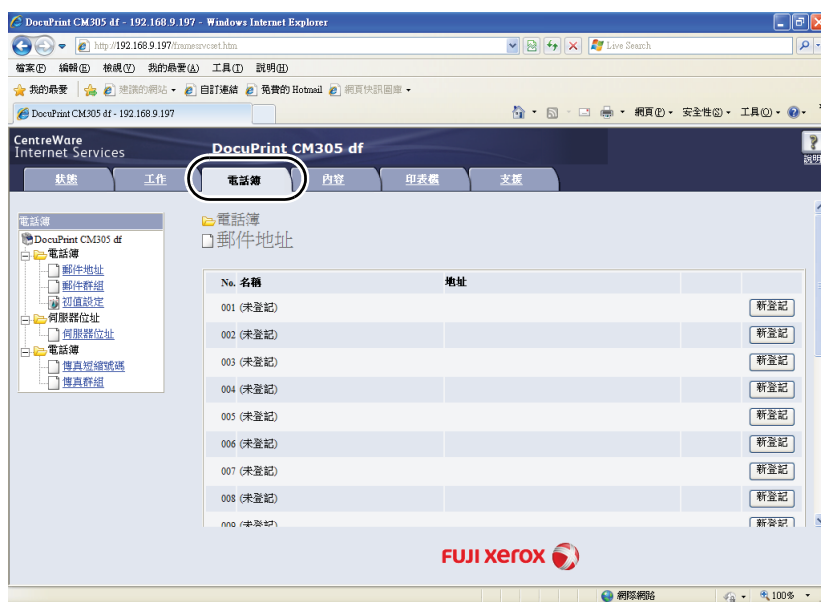 DocuPrint CM305 df - 192.168.9.197 - Windows Internet Explorer
http://192.168.9.197/framesrvcset.htm
Live Search
檔案(F) 編輯(E) 檢視(V) 我的最愛(A) 工具(T) 說明(H)
我的最愛 建議的網站 自訂連結 免費的 Hotmail 網頁快訊圖庫
DocuPrint CM305 df - 192.168.9.197
網頁(P) 安全性(S) 工具(O)
CentreWare
Internet Services
DocuPrint CM305 df
說明
狀態 工作 電話簿 內容 印表機 支援
電話簿
DocuPrint CM305 df
電話簿
郵件地址
郵件群組
初值設定
伺服器位址
伺服器位址
電話簿
傳真短縮號碼
傳真群組
電話簿
郵件地址
No. 名稱 地址
001 (未登記) 新登記
002 (未登記) 新登記
003 (未登記) 新登記
004 (未登記) 新登記
005 (未登記) 新登記
006 (未登記) 新登記
007 (未登記) 新登記
008 (未登記) 新登記
009 (未登記) 新登記
FUJI xerox
網際網路 100%